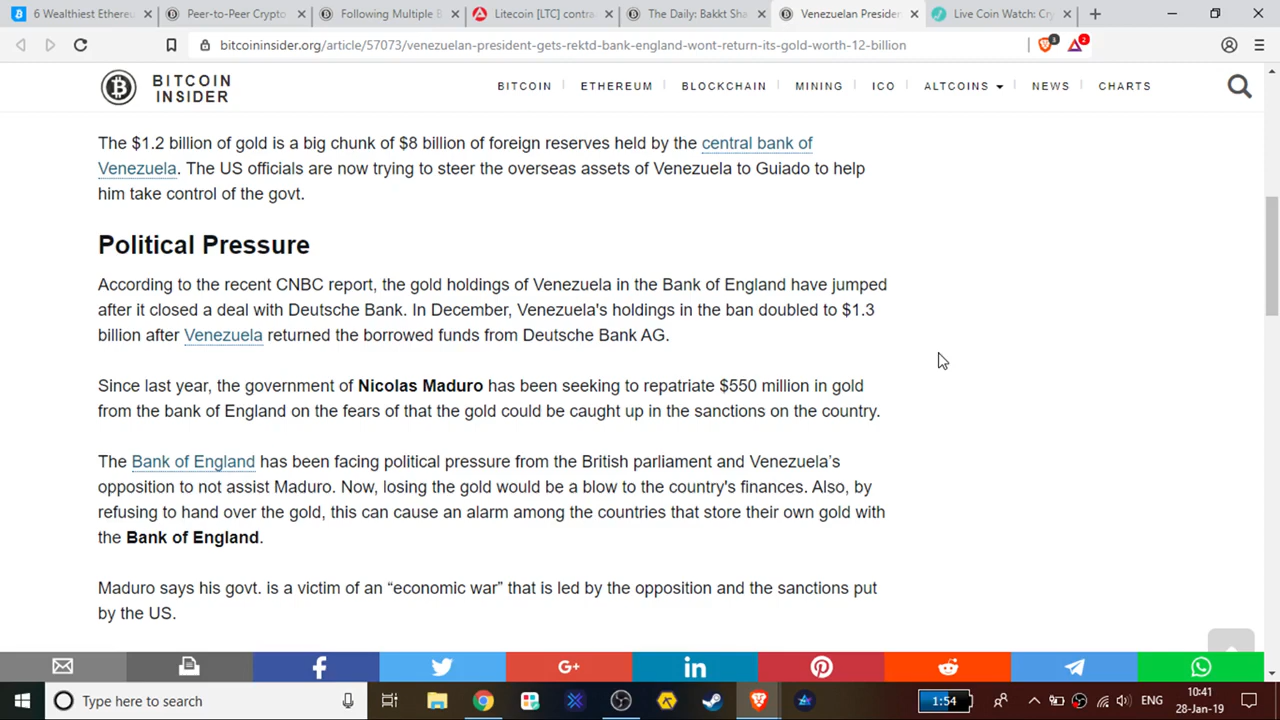 6 Wealthiest Ethereu
Peer-to-Peer Crypto
Following Multiple B
Litecoin [LTC] contra
The Daily: Bakkt Sha
Venezuelan Presiden
Live Coin Watch: Cry
bitcoininsider.org/article/57073/venezuelan-president-gets-rektd-bank-england-wont-return-its-gold-worth-12-billion
3
2
BITCOIN
INSIDER
BITCOIN
ETHEREUM
BLOCKCHAIN
MINING
ICO
ALTCOINS
NEWS
CHARTS
The $1.2 billion of gold is a big chunk of $8 billion of foreign reserves held by the central bank of
Venezuela. The US officials are now trying to steer the overseas assets of Venezuela to Guiado to help
him take control of the govt.
Political Pressure
According to the recent CNBC report, the gold holdings of Venezuela in the Bank of England have jumped
after it closed a deal with Deutsche Bank. In December, Venezuela's holdings in the ban doubled to $1.3
billion after Venezuela returned the borrowed funds from Deutsche Bank AG.
Since last year, the government of Nicolas Maduro has been seeking to repatriate $550 million in gold
from the bank of England on the fears of that the gold could be caught up in the sanctions on the country.
The Bank of England has been facing political pressure from the British parliament and Venezuela’s
opposition to not assist Maduro. Now, losing the gold would be a blow to the country's finances. Also, by
refusing to hand over the gold, this can cause an alarm among the countries that store their own gold with
the Bank of England.
Maduro says his govt. is a victim of an “economic war” that is led by the opposition and the sanctions put
by the US.
G+
in
Type here to search
1:54
ENG
10:41
28-Jan-19